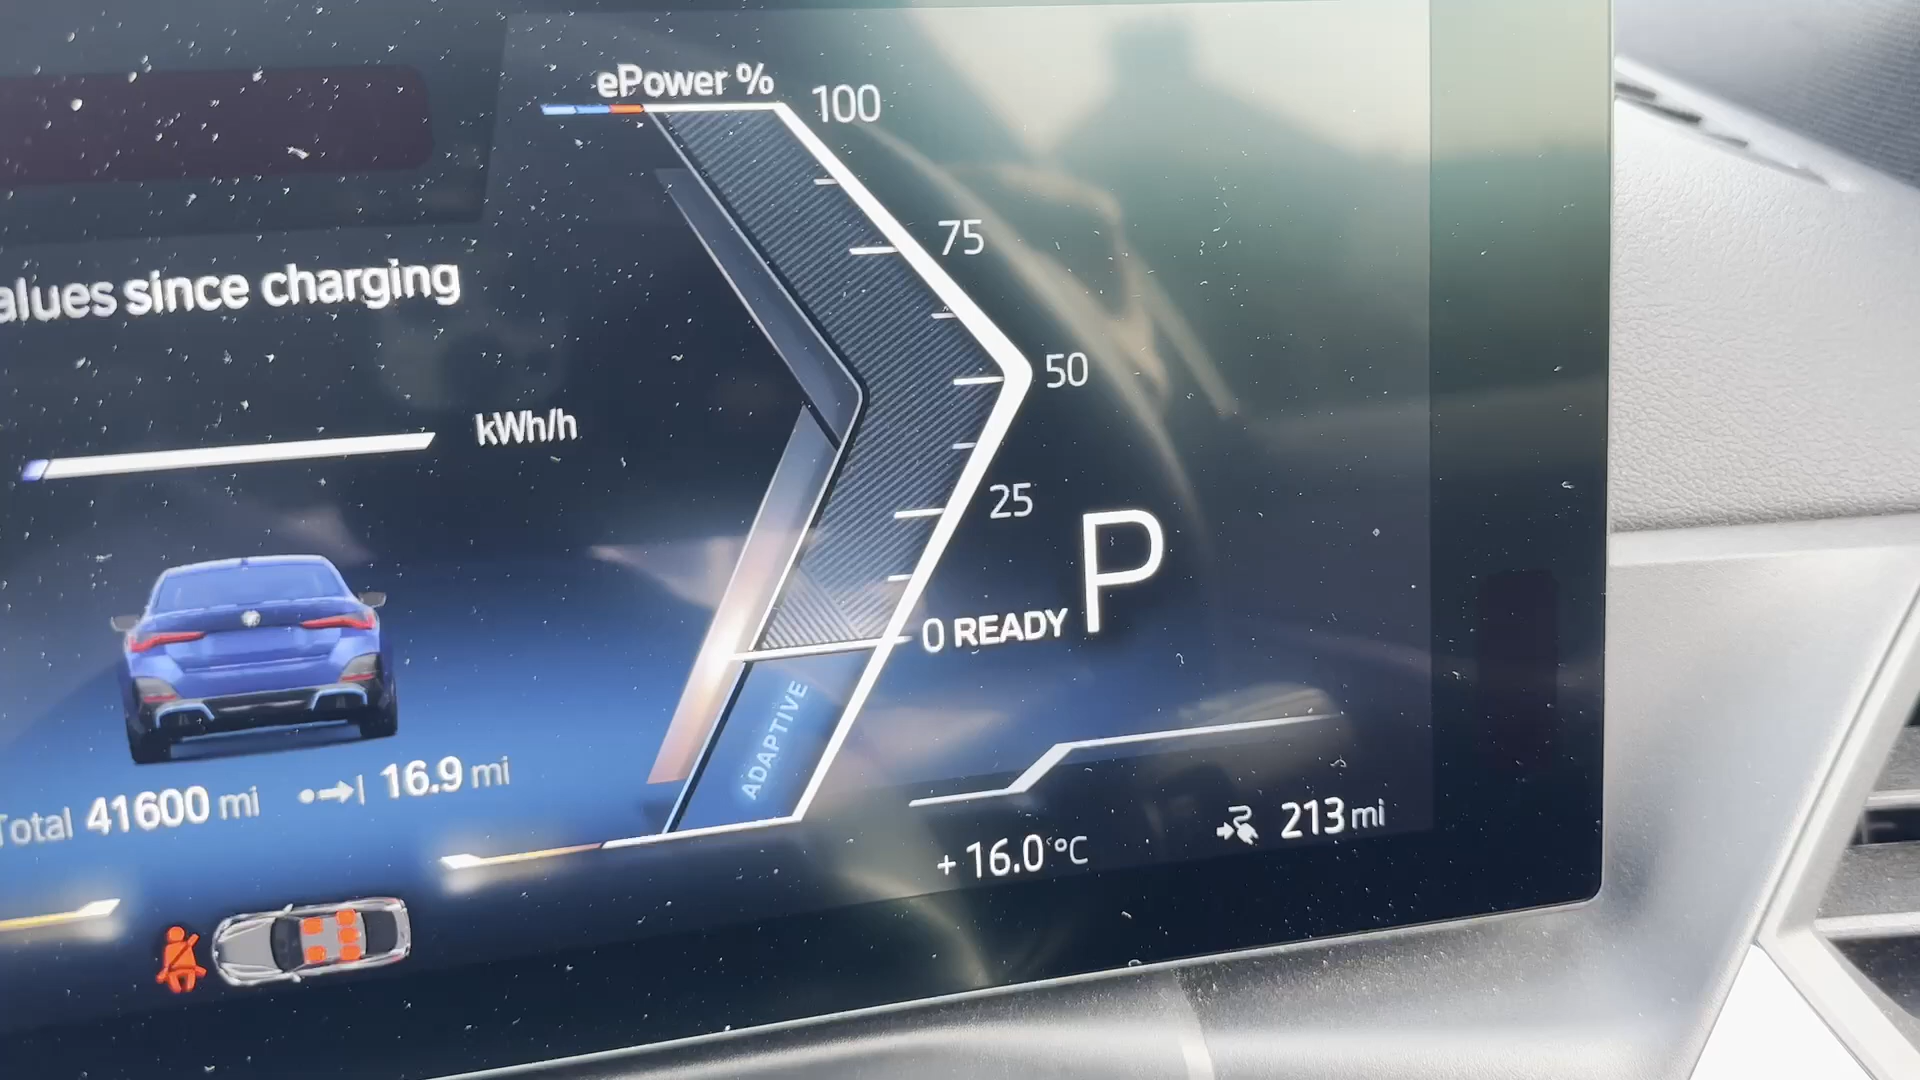 ePower %
100
75
alues since charging
50
kWh/h
25
P
0 READY
ADAPTIVE
Total 41600 mi 16.9 mi
+16.0 °C
213 mi